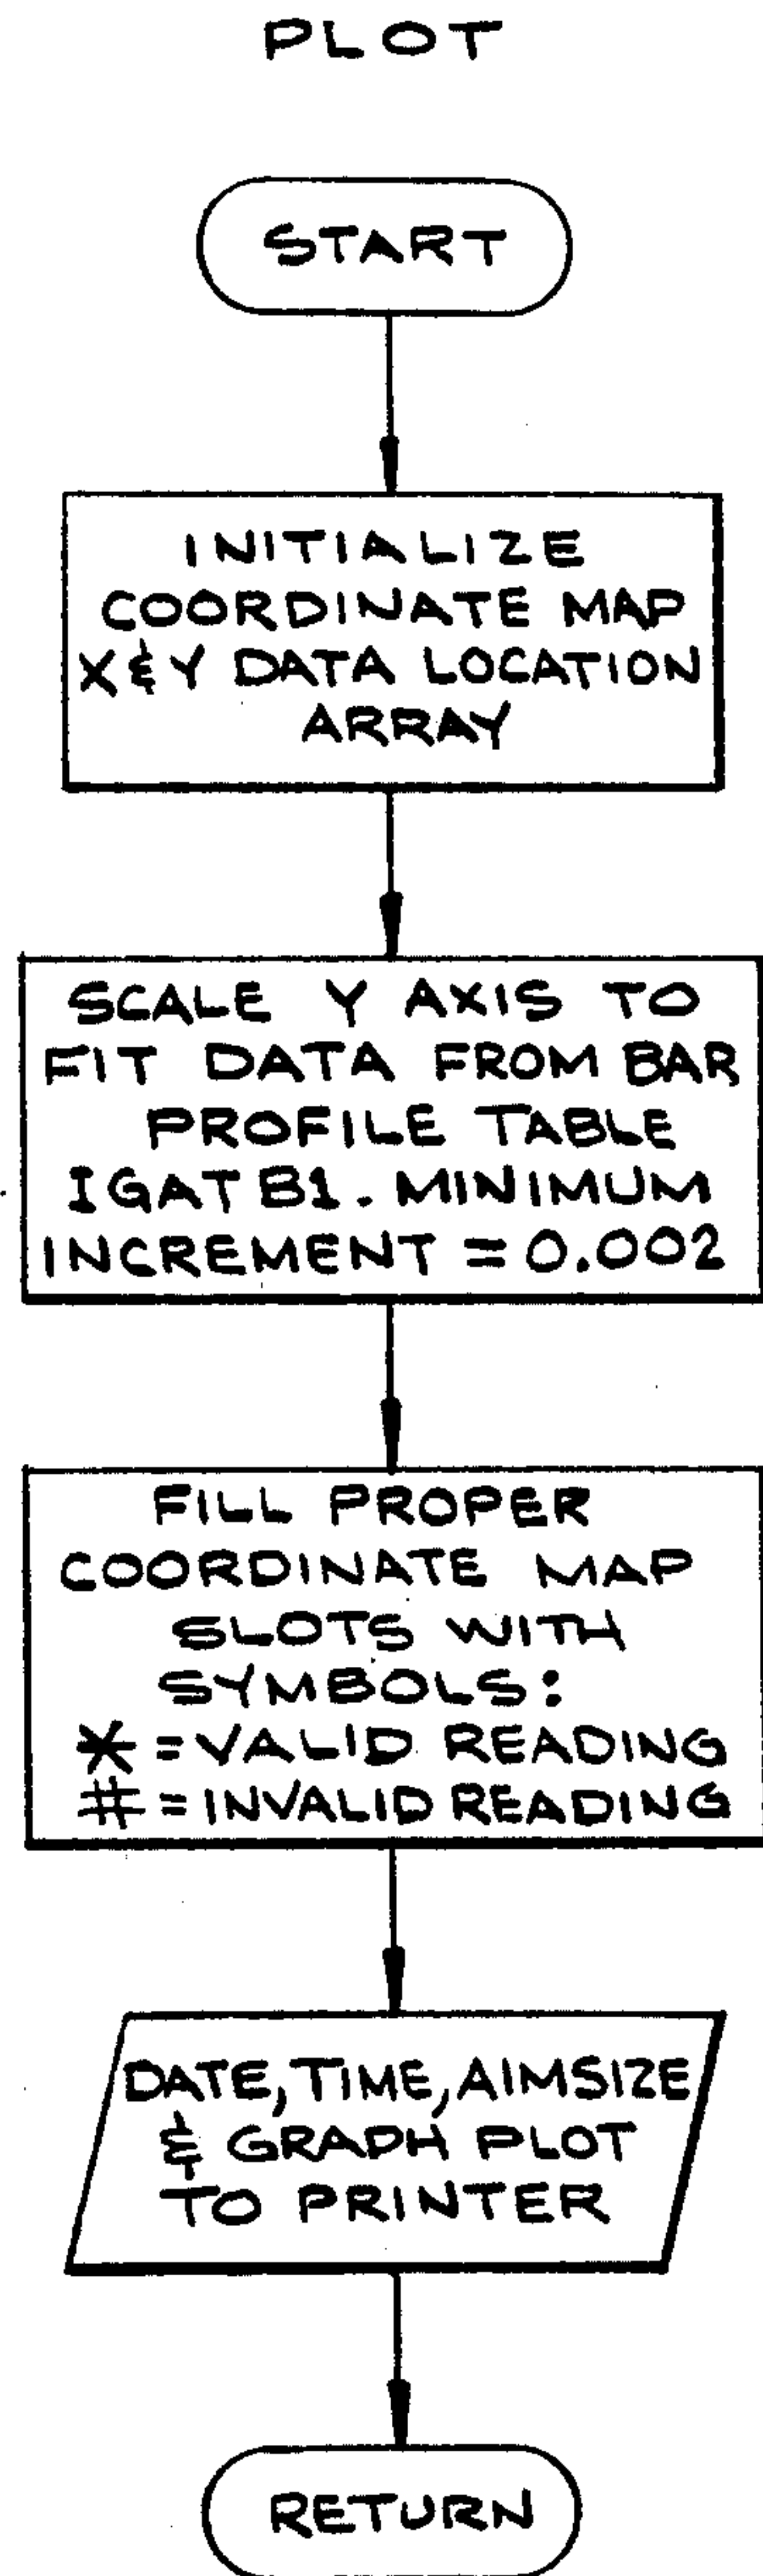 PLOT
START
INITIALIZE
COORDINATE MAP
X & Y DATA LOCATION
ARRAY
SCALE Y AXIS TO
FIT DATA FROM BAR
PROFILE TABLE
IGATB1. MINIMUM
INCREMENT = 0.002
FILL PROPER
COORDINATE MAP
SLOTS WITH
SYMBOLS:
* = VALID READING
# = INVALID READING
DATE, TIME, AIMSIZE
& GRAPH PLOT
TO PRINTER
RETURN